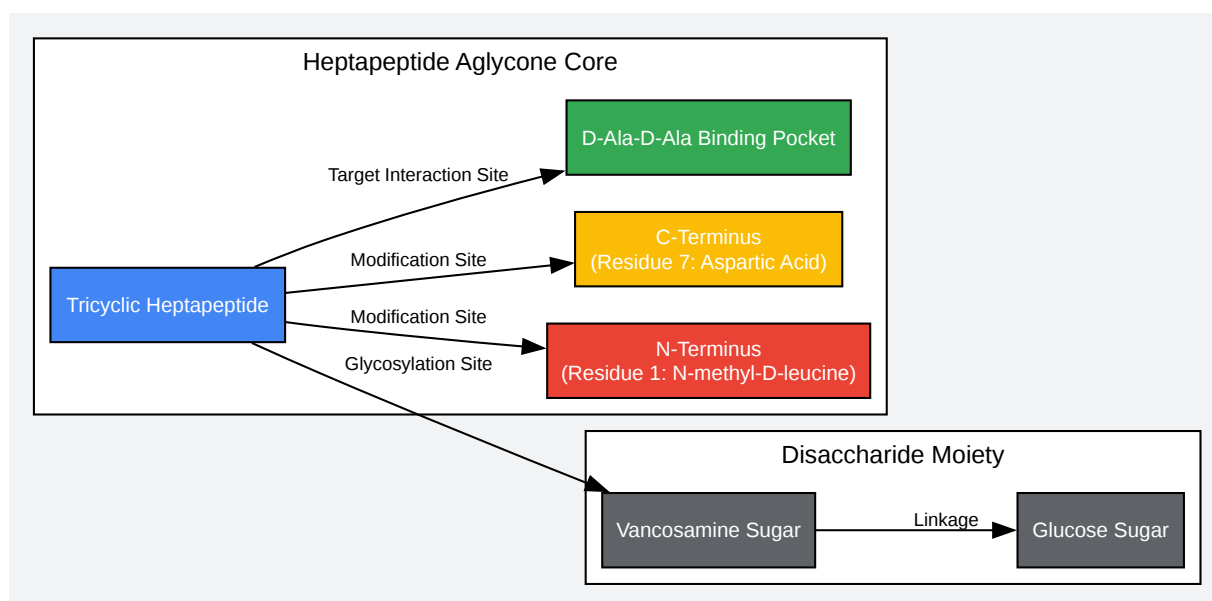 Heptapeptide Aglycone Core
D-Ala-D-Ala Binding Pocket
Target Interaction Site
C-Terminus
(Residue 7: Aspartic Acid)
Modification Site
Tricyclic Heptapeptide
Modification Site
N-Terminus
(Residue 1: N-methyl-D-leucine)
Glycosylation Site
Disaccharide Moiety
Vancosamine Sugar
Linkage
Glucose Sugar